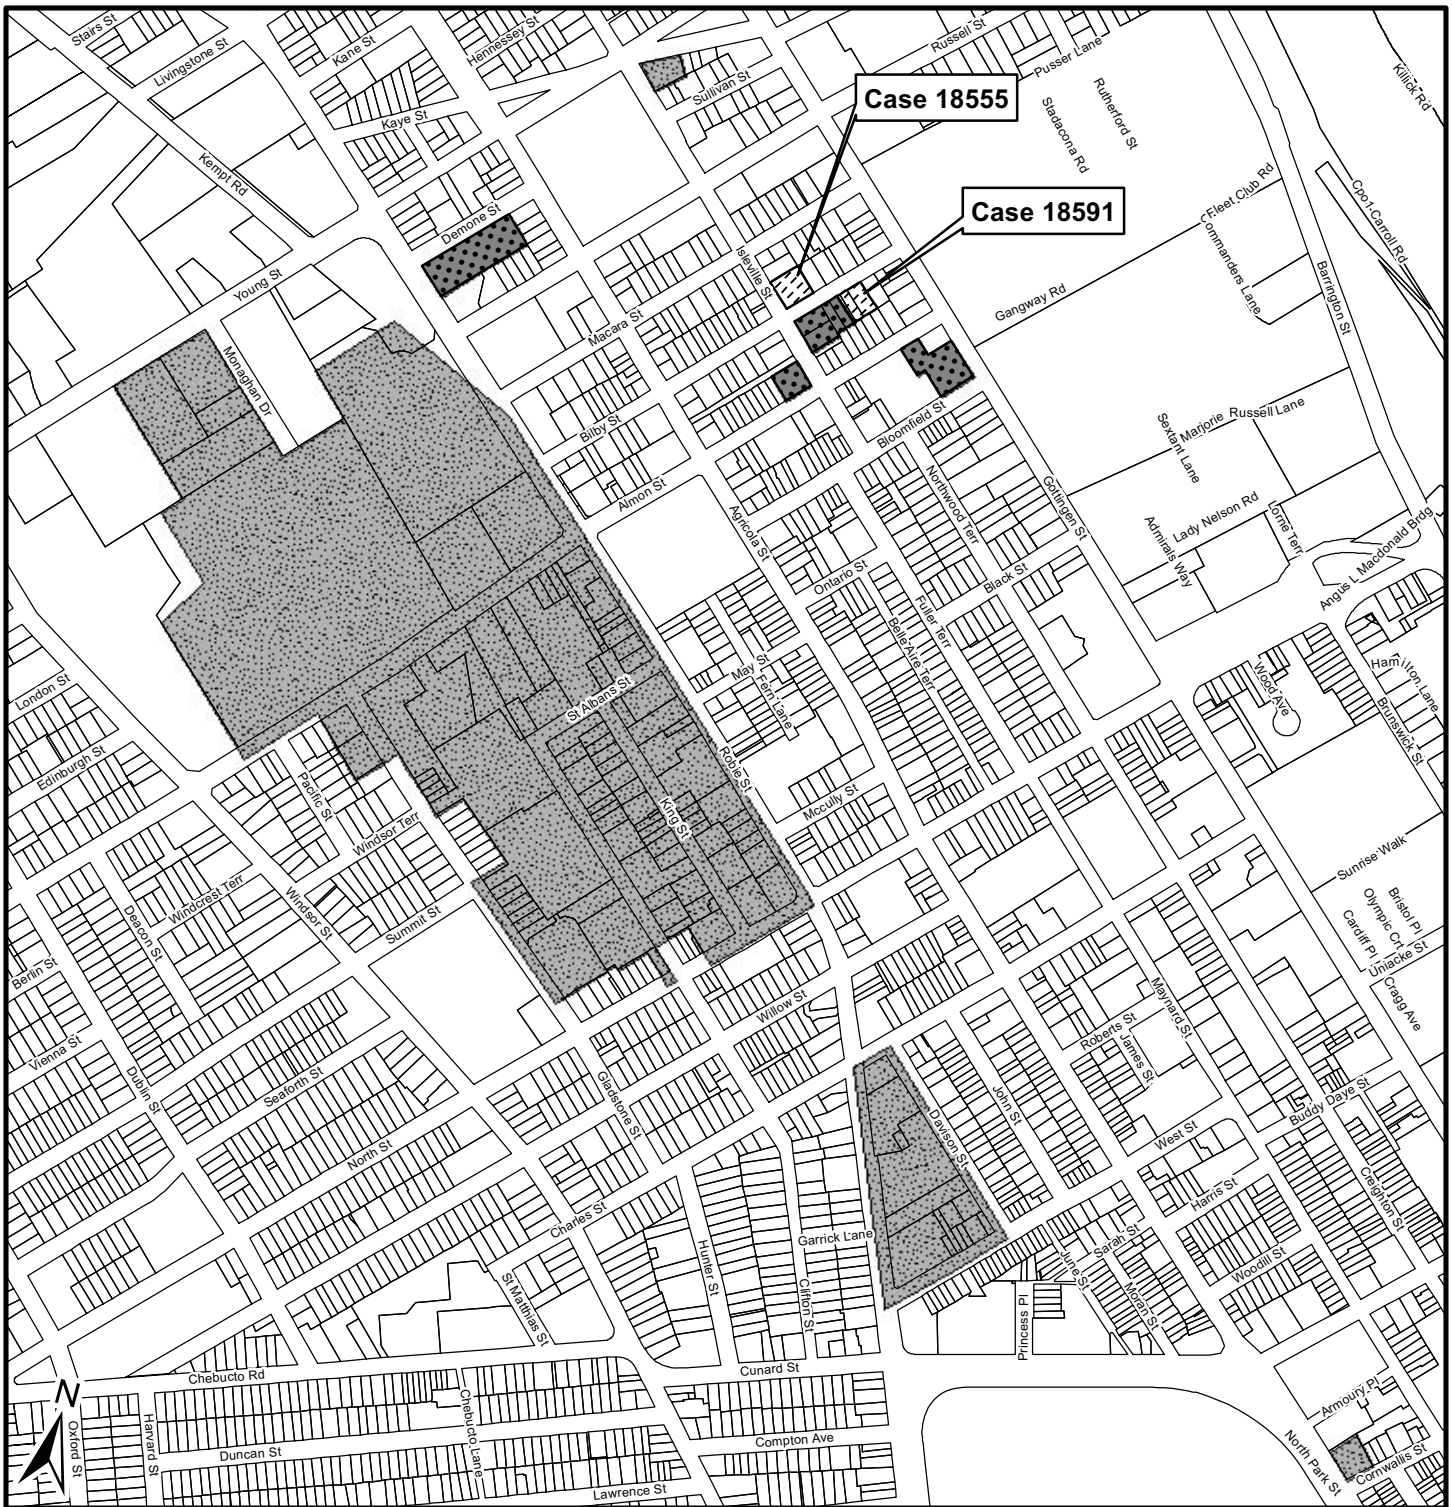 Stairs St
Livingstone St
Kane St
Hennessey St
Russell St
Pusser Lane
Killick Rd
Sullivan St
Kaye St
Case 18555
Rutherford St
Stadacona Rd
Kempt Rd
Demone St
Case 18591
Fleet Club Rd
Commanders Lane
Cpo1 Carroll Rd
Barrington St
Isleville St
Young St
Gangway Rd
Macara St
Monaghan Dr
Bilby St
Bloomfield St
Marjorie Russell Lane
Sextant Lane
Almon St
Northwood Terr
Gottingen St
Agricola St
Lady Nelson Rd
Lorne Terr
Admirals Way
Angus L Macdonald Brdg
Ontario St
Black St
Fuller Terr
Belle Aire Terr
May St
Fern Lane
Hamilton Lane
Wood Ave
Brunswick St
London St
St Albans St
Edinburgh St
Pacific St
Robie St
King St
Mccully St
Windsor Terr
Sunrise Walk
Windcrest Terr
Deacon St
Windsor St
Summit St
Bristol Pl
Olympic Crt
Cardiff Pl
Uniacke St
Berlin St
Cragg Ave
Willow St
Maynard St
Roberts St
James St
Vienna St
Dublin St
Seaforth St
Gladstone St
John St
Davison St
Buddy Daye St
West St
North St
Creighton St
Harris St
Charles St
Garrick Lane
Sarah St
June St
Hunter St
Clifton St
Woodill St
Moran St
St Matthias St
Princess Pl
Chebucto Rd
Cunard St
N
Oxford St
Harvard St
Chebucto Lane
Armoury Pl
Duncan St
Compton Ave
North Park St
Cornwallis St
Lawrence St